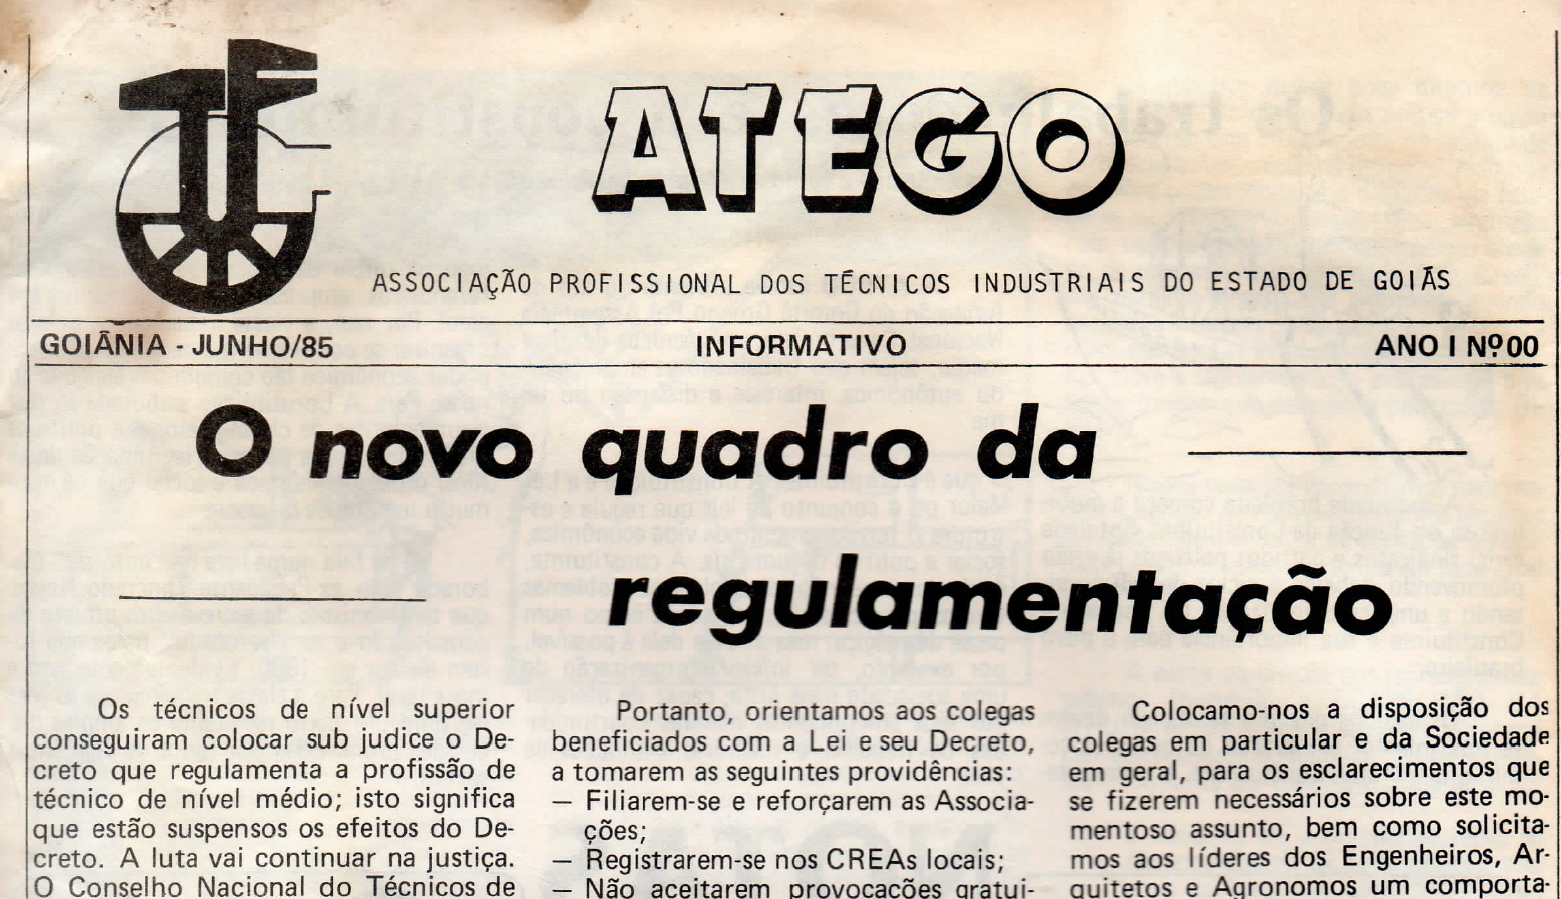 ATEGO
ASSOCIAÇÃO PROFISSIONAL DOS TÉCNICOS INDUSTRIAIS DO ESTADO DE GOIÁS
GOIÂNIA - JUNHO/85 INFORMATIVO ANO I Nº 00
O novo quadro da
regulamentação
Os técnicos de nível superior
conseguiram colocar sub judice o De-
creto que regulamenta a profissão de
técnico de nível médio; isto significa
que estão suspensos os efeitos do De-
creto. A luta vai continuar na justiça.
O Conselho Nacional do Técnicos de
Portanto, orientamos aos colegas
beneficiados com a Lei e seu Decreto,
a tomarem as seguintes providências:
— Filiarem-se e reforçarem as Associa-
ções;
— Registrarem-se nos CREAs locais;
— Não aceitarem provocações gratui-
Colocamo-nos a disposição dos
colegas em particular e da Sociedade
em geral, para os esclarecimentos que
se fizerem necessários sobre este mo-
mentoso assunto, bem como solicita-
mos aos líderes dos Engenheiros, Ar-
quitetos e Agronomos um comporta-